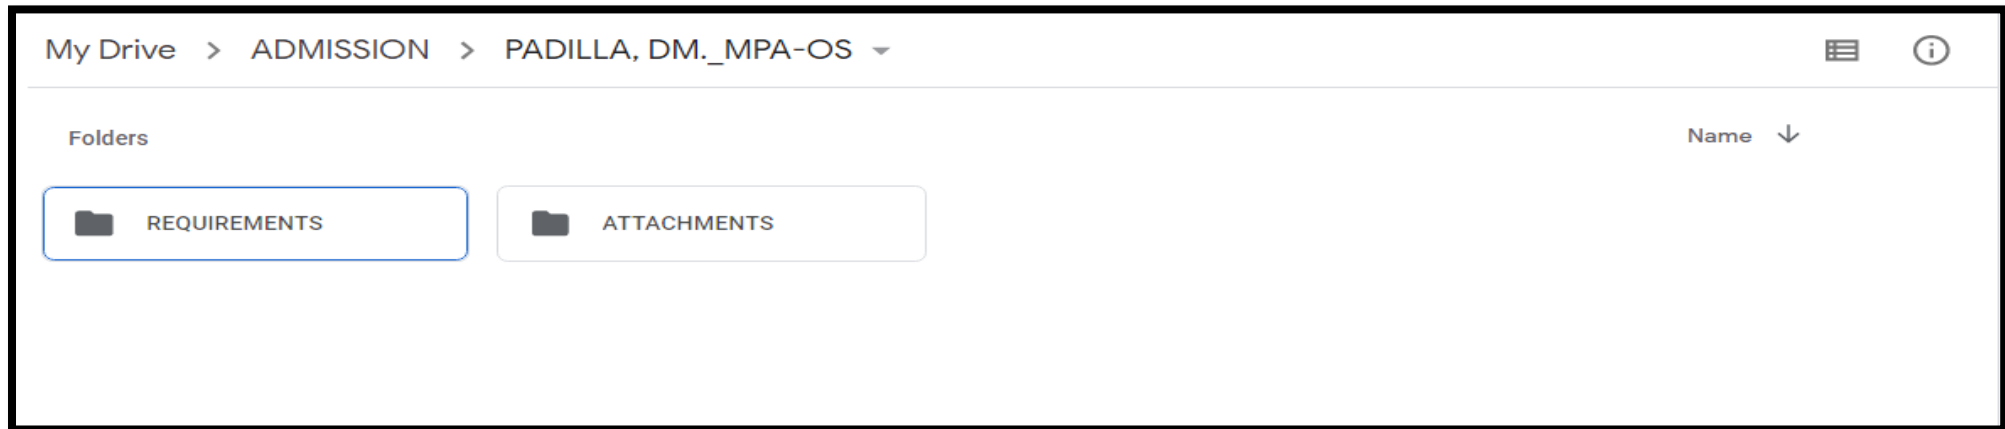 My Drive > ADMISSION > PADILLA, DM._MPA-OS
Folders Name
REQUIREMENTS ATTACHMENTS